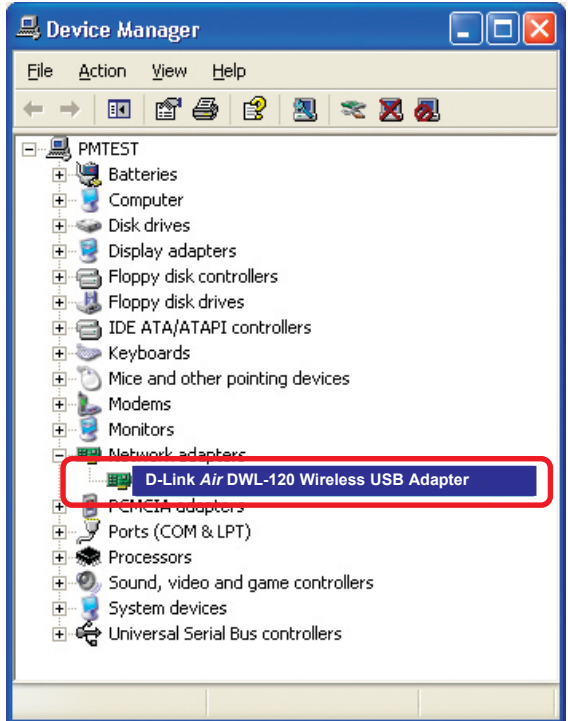 Device Manager
File Action View Help
PMTEST
Batteries
Computer
Disk drives
Display adapters
Floppy disk controllers
Floppy disk drives
IDE ATA/ATAPI controllers
Keyboards
Mice and other pointing devices
Modems
Monitors
Network adapters
D-Link Air DWL-120 Wireless USB Adapter
PCMCIA adapters
Ports (COM & LPT)
Processors
Sound, video and game controllers
System devices
Universal Serial Bus controllers